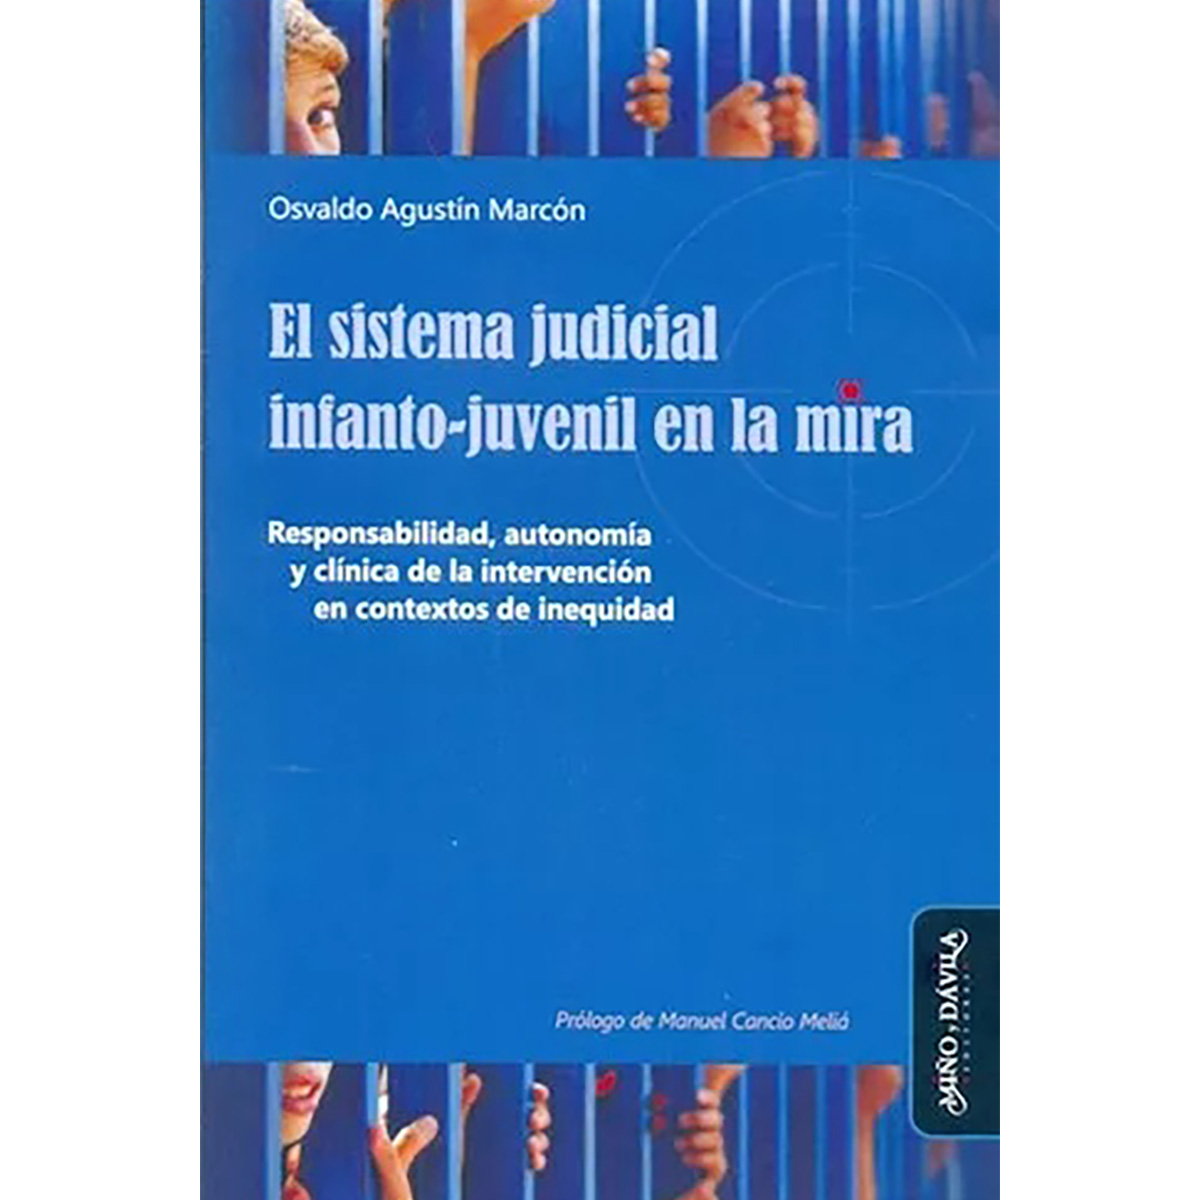 Osvaldo Agustín Marcón
El sistema judicial
infanto-juvenil en la mira
Responsabilidad, autonomía
y clínica de la intervención
en contextos de inequidad
Prólogo de Manuel Cancio Meliá
MIÑO y DÁVILA
EDITORES